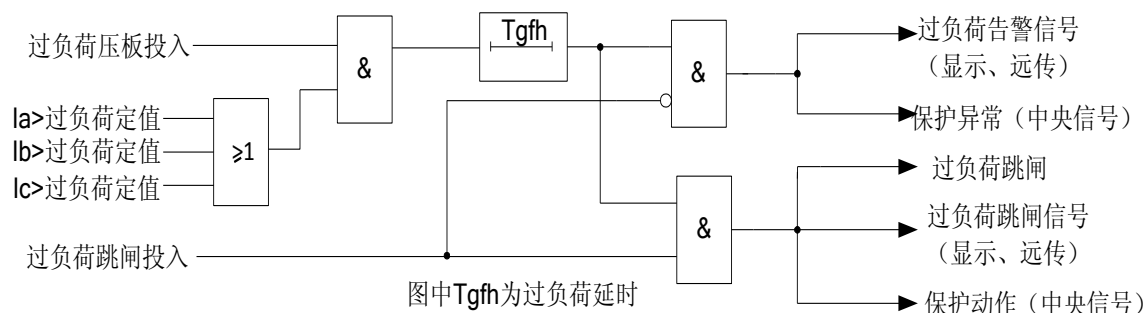 过负荷压板投入
Ia>过负荷定值
Ib>过负荷定值
Ic>过负荷定值
≥1
&
Tgfh
&
过负荷告警信号
（显示、远传）
保护异常（中央信号）
过负荷跳闸投入
&
过负荷跳闸
过负荷跳闸信号
（显示、远传）
保护动作（中央信号）
图中Tgfh为过负荷延时